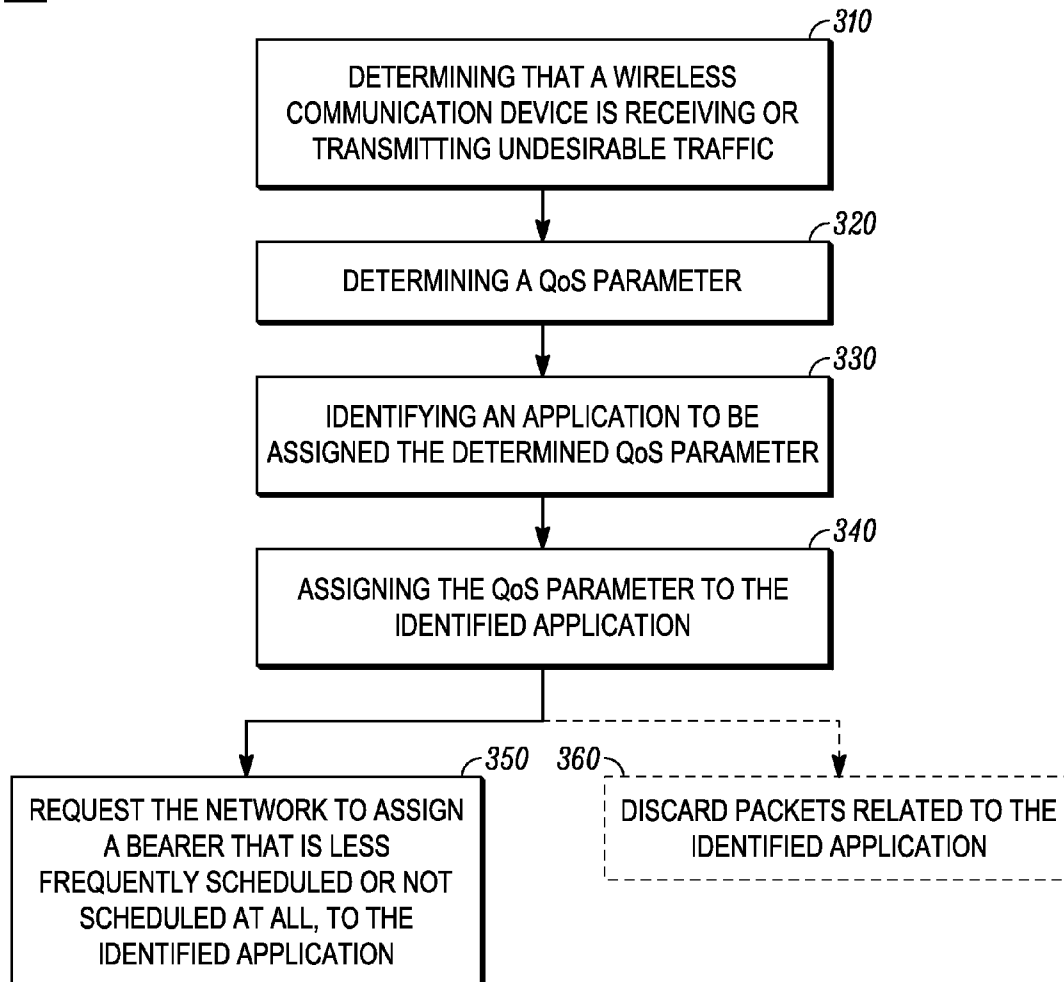 310
DETERMINING THAT A WIRELESS
COMMUNICATION DEVICE IS RECEIVING OR
TRANSMITTING UNDESIRABLE TRAFFIC
320
DETERMINING A QoS PARAMETER
330
IDENTIFYING AN APPLICATION TO BE
ASSIGNED THE DETERMINED QoS PARAMETER
340
ASSIGNING THE QoS PARAMETER TO THE
IDENTIFIED APPLICATION
350
REQUEST THE NETWORK TO ASSIGN
A BEARER THAT IS LESS
FREQUENTLY SCHEDULED OR NOT
SCHEDULED AT ALL, TO THE
IDENTIFIED APPLICATION
360
DISCARD PACKETS RELATED TO THE
IDENTIFIED APPLICATION